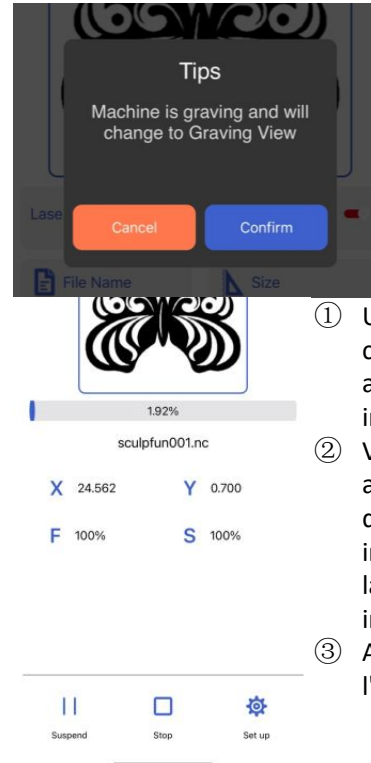 Tips
Machine is graving and will
change to Graving View
Lase
Cancel
Confirm
File Name
Size
1.92%
sculpfun001.nc
X 24.562 Y 0.700
F 100% S 100%
Suspend Stop Set up
①
②
③
l'